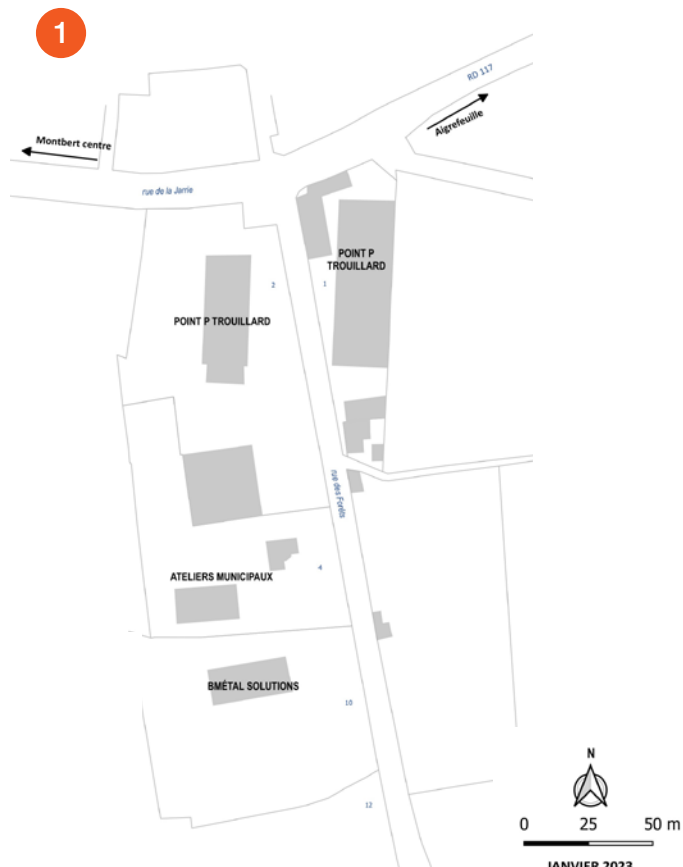 1
RD 117
Aigrefeuille
Montbert centre
rue de la Jarrie
POINT P
TROUILLARD
2
1
POINT P TROUILLARD
rue des Forêts
4
ATELIERS MUNICIPAUX
BMÉTAL SOLUTIONS
10
12
N
0 25 50 m
JANVIER 2023